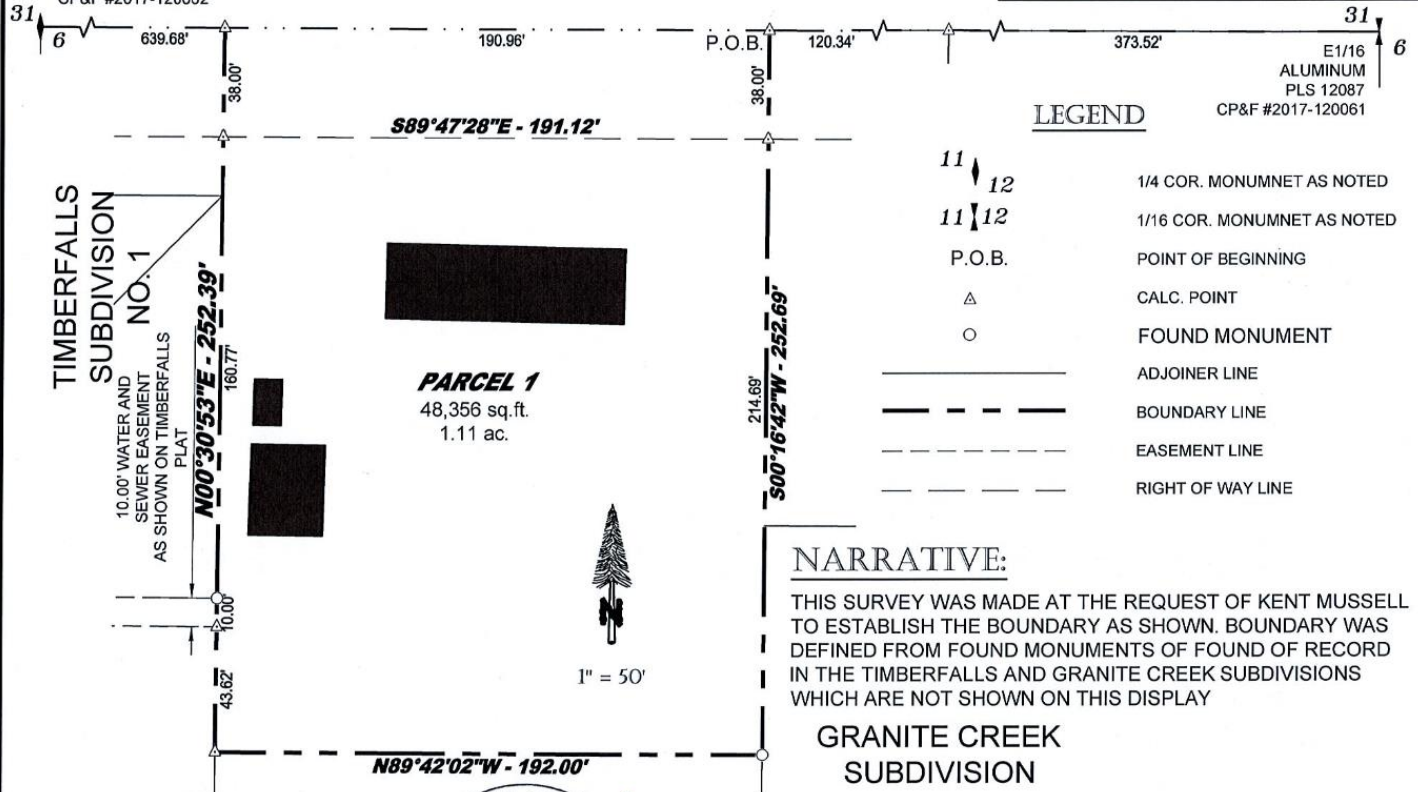 CP&F #2017-120052
31
6
639.68'
190.96'
P.O.B.
120.34'
373.52'
31
6
E1/16
ALUMINUM
PLS 12087
CP&F #2017-120061
38.00'
38.00'
S89°47'28"E - 191.12'
TIMBERFALLS
SUBDIVISION
NO. 1
10.00' WATER AND
SEWER EASEMENT
AS SHOWN ON TIMBERFALLS
PLAT
N00°30'53"E - 252.39'
160.77'
10.00'
43.62'
PARCEL 1
48,356 sq.ft.
1.11 ac.
214.69'
S00°16'42"W - 252.69'
N
1" = 50'
N89°42'02"W - 192.00'
LEGEND
11
12
1/4 COR. MONUMNET AS NOTED
11 12
1/16 COR. MONUMNET AS NOTED
P.O.B.
POINT OF BEGINNING
CALC. POINT
FOUND MONUMENT
ADJOINER LINE
BOUNDARY LINE
EASEMENT LINE
RIGHT OF WAY LINE
NARRATIVE:
THIS SURVEY WAS MADE AT THE REQUEST OF KENT MUSSELL
TO ESTABLISH THE BOUNDARY AS SHOWN. BOUNDARY WAS
DEFINED FROM FOUND MONUMENTS OF FOUND OF RECORD
IN THE TIMBERFALLS AND GRANITE CREEK SUBDIVISIONS
WHICH ARE NOT SHOWN ON THIS DISPLAY
GRANITE CREEK
SUBDIVISION